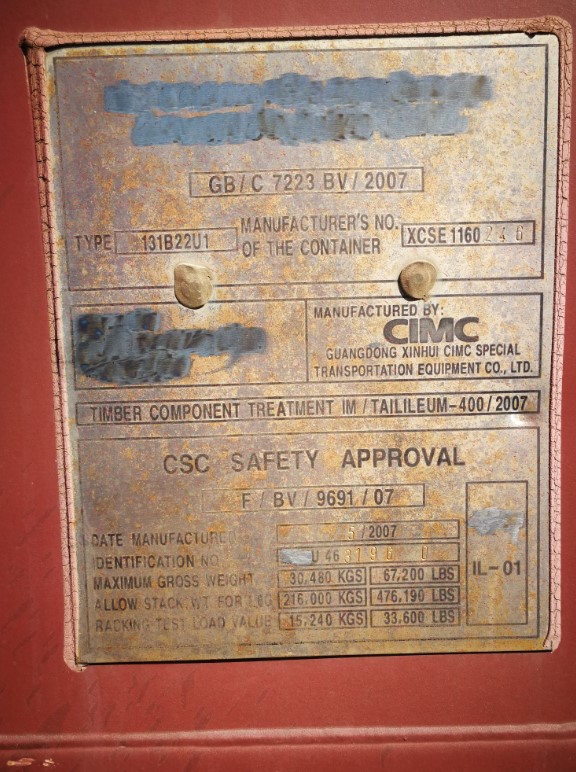 GB / C 7223 BV / 2007
TYPE 131B22U1
MANUFACTURER'S NO. OF THE CONTAINER
XCSE1160246
MANUFACTURED BY:
CIMC
GUANGDONG XINHUI CIMC SPECIAL
TRANSPORTATION EQUIPMENT CO., LTD.
TIMBER COMPONENT TREATMENT IM / TAILILEUM-400 / 2007
CSC SAFETY APPROVAL
F / BV / 9691 / 07
DATE MANUFACTURED 5 / 2007
IDENTIFICATION NO. U 463796 0
MAXIMUM GROSS WEIGHT 30,480 KGS 67,200 LBS
ALLOW STACK.WT FOR 1.8G 216,000 KGS 476,190 LBS
RACKING TEST LOAD VALUE 15,240 KGS 33,600 LBS
IL-01